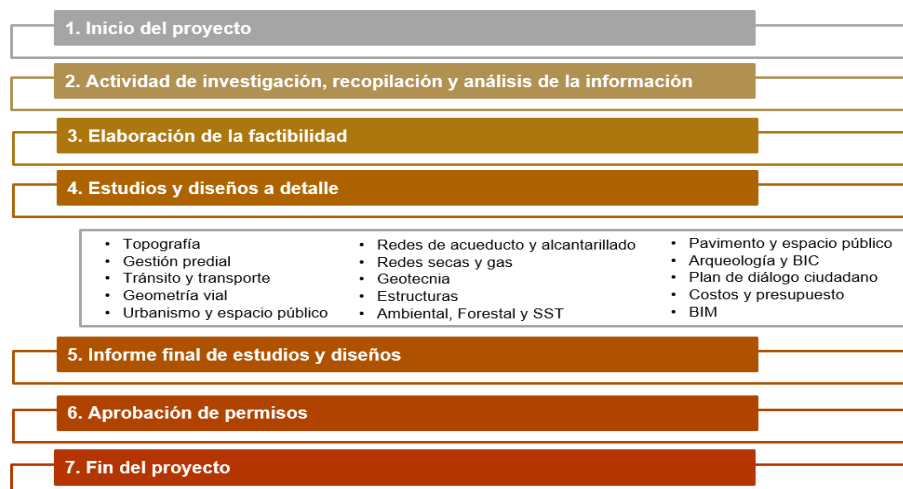 1. Inicio del proyecto
2. Actividad de investigación, recopilación y análisis de la información
3. Elaboración de la factibilidad
4. Estudios y diseños a detalle
• Topografía
• Gestión predial
• Tránsito y transporte
• Geometría vial
• Urbanismo y espacio público
• Redes de acueducto y alcantarillado
• Redes secas y gas
• Geotecnia
• Estructuras
• Ambiental, Forestal y SST
• Pavimento y espacio público
• Arqueología y BIC
• Plan de diálogo ciudadano
• Costos y presupuesto
• BIM
5. Informe final de estudios y diseños
6. Aprobación de permisos
7. Fin del proyecto